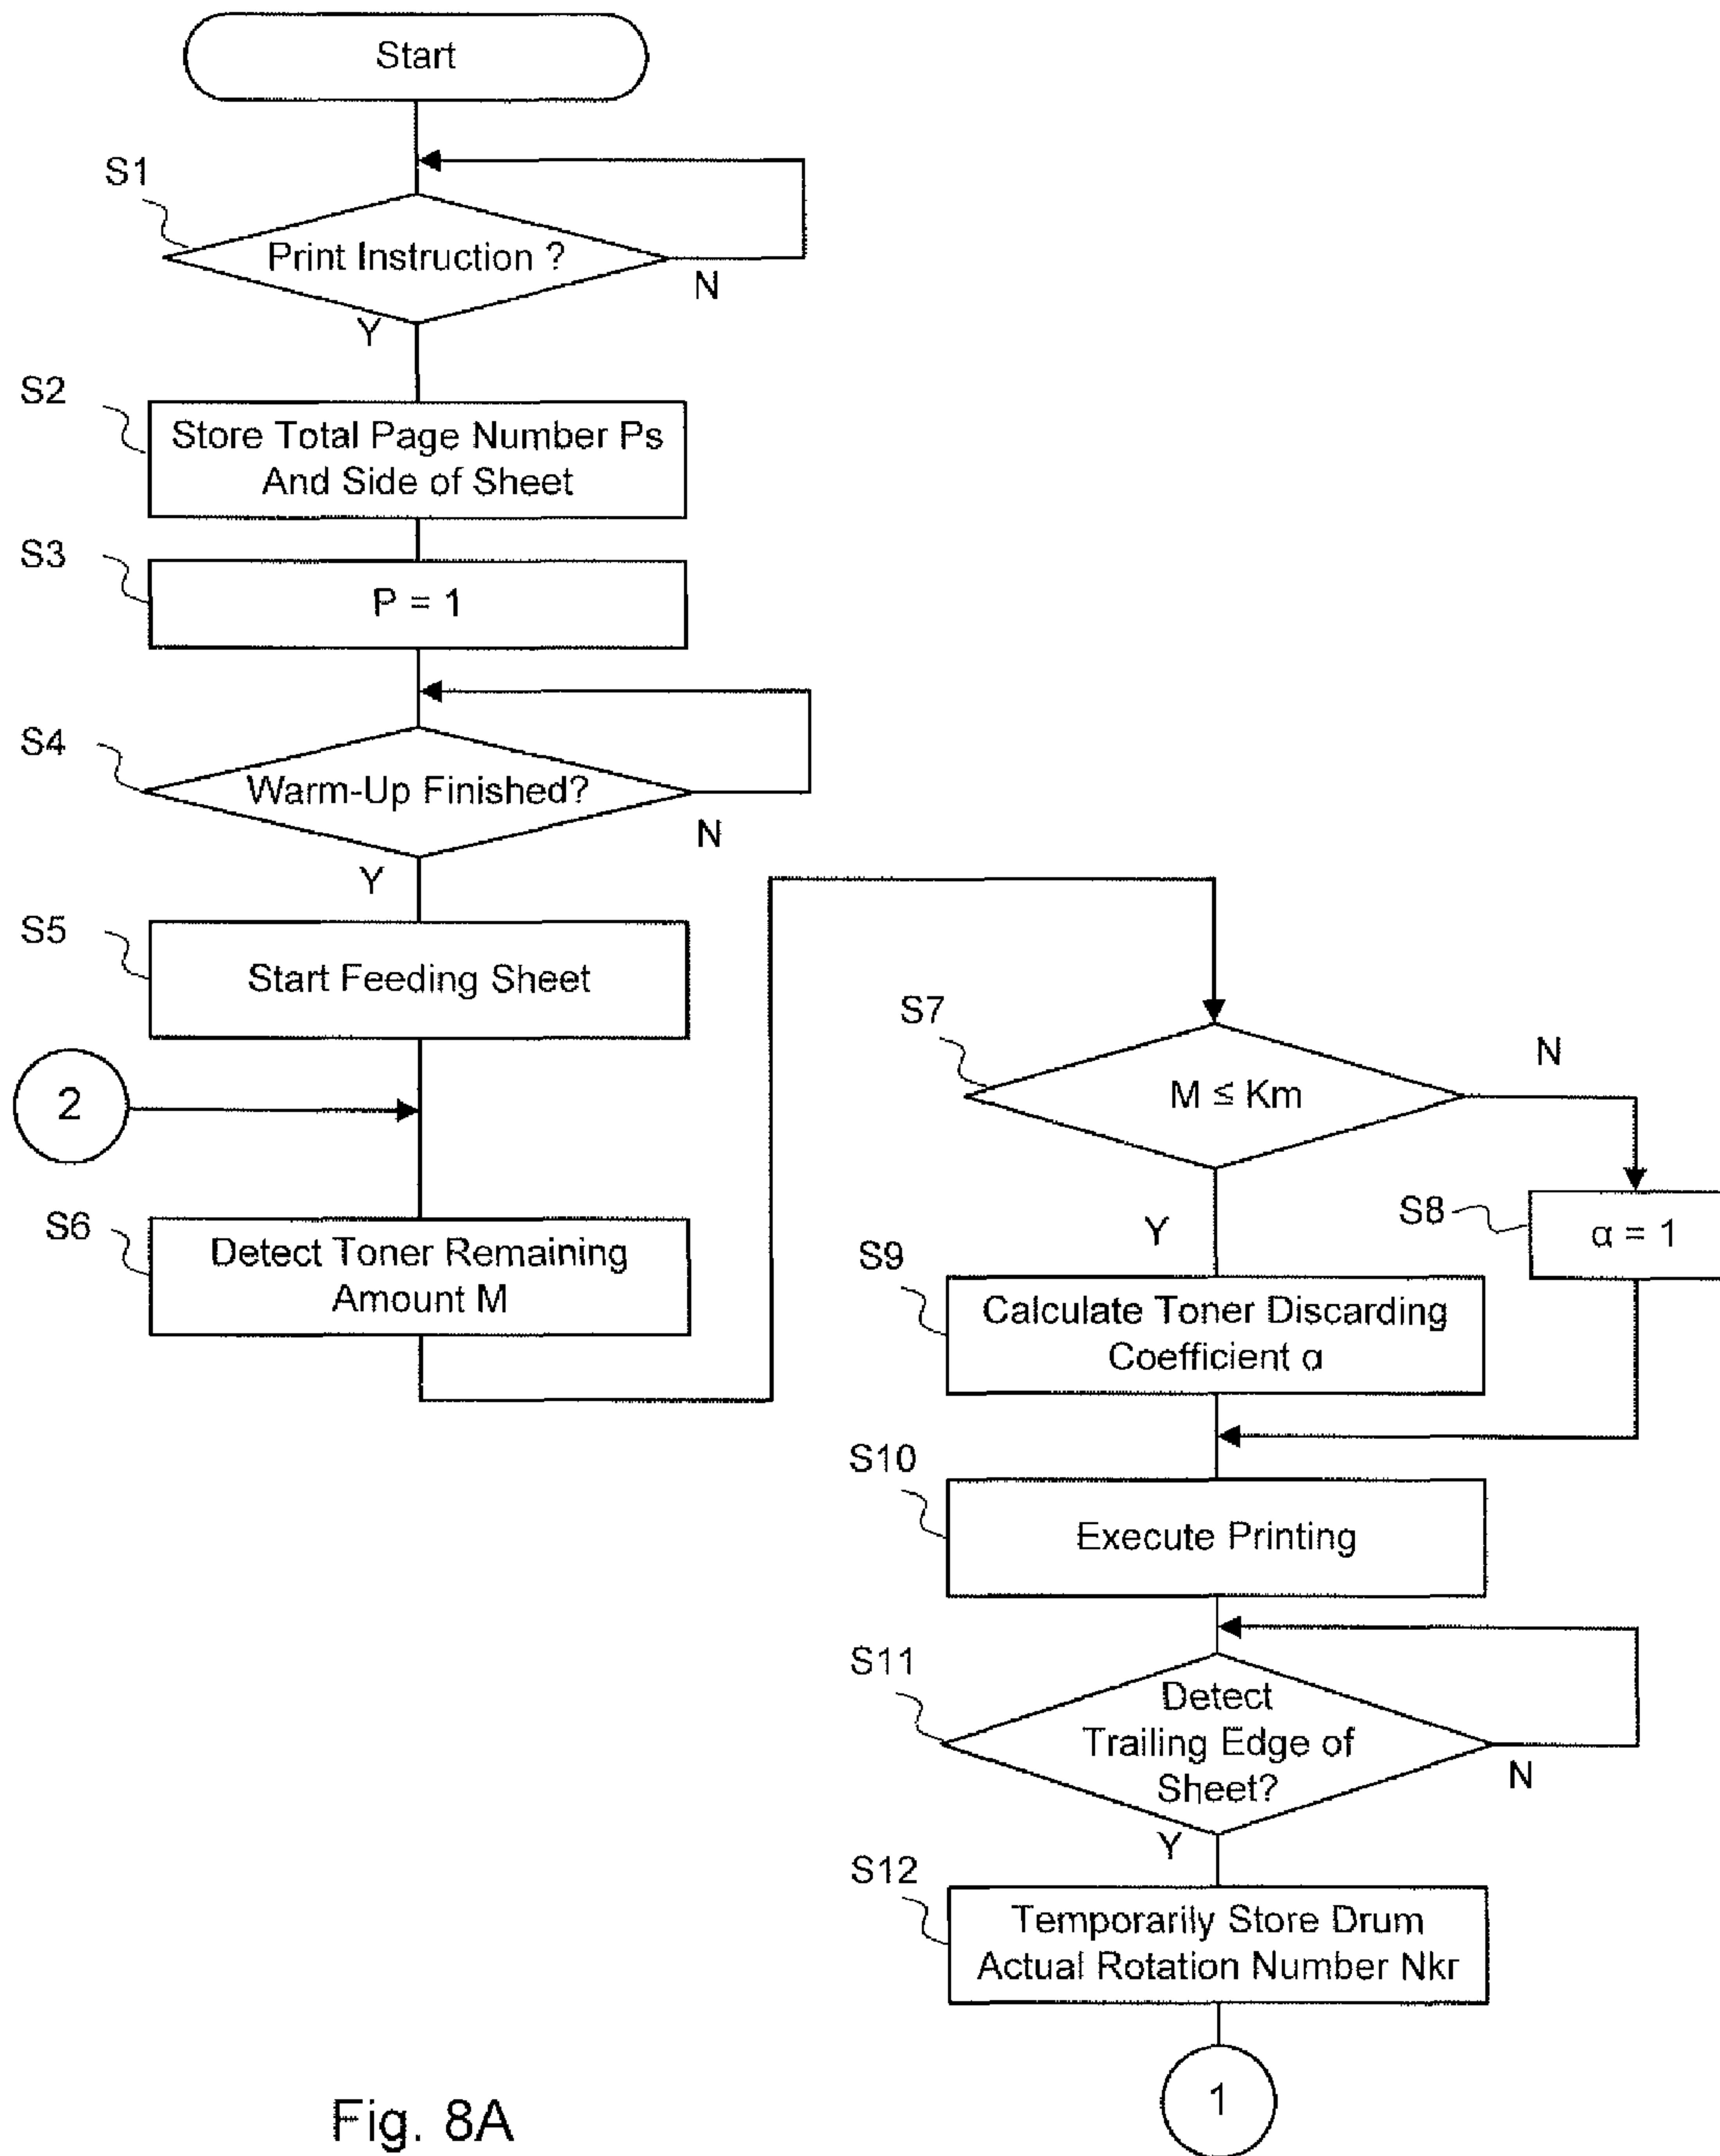 Start
S1
Print Instruction ?
N
Y
S2
Store Total Page Number Ps
And Side of Sheet
S3
P = 1
S4
Warm-Up Finished?
N
Y
S5
Start Feeding Sheet
2
S6
Detect Toner Remaining
Amount M
S7
M ≤ Km
N
Y
S8
α = 1
S9
Calculate Toner Discarding
Coefficient α
S10
Execute Printing
S11
Detect
Trailing Edge of
Sheet?
N
Y
S12
Temporarily Store Drum
Actual Rotation Number Nkr
1
Fig. 8A